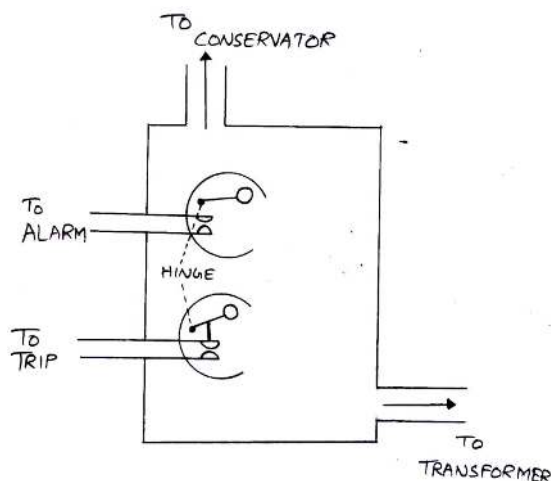 TO
CONSERVATOR
TO
ALARM
HINGE
TO
TRIP
TO
TRANSFORMER